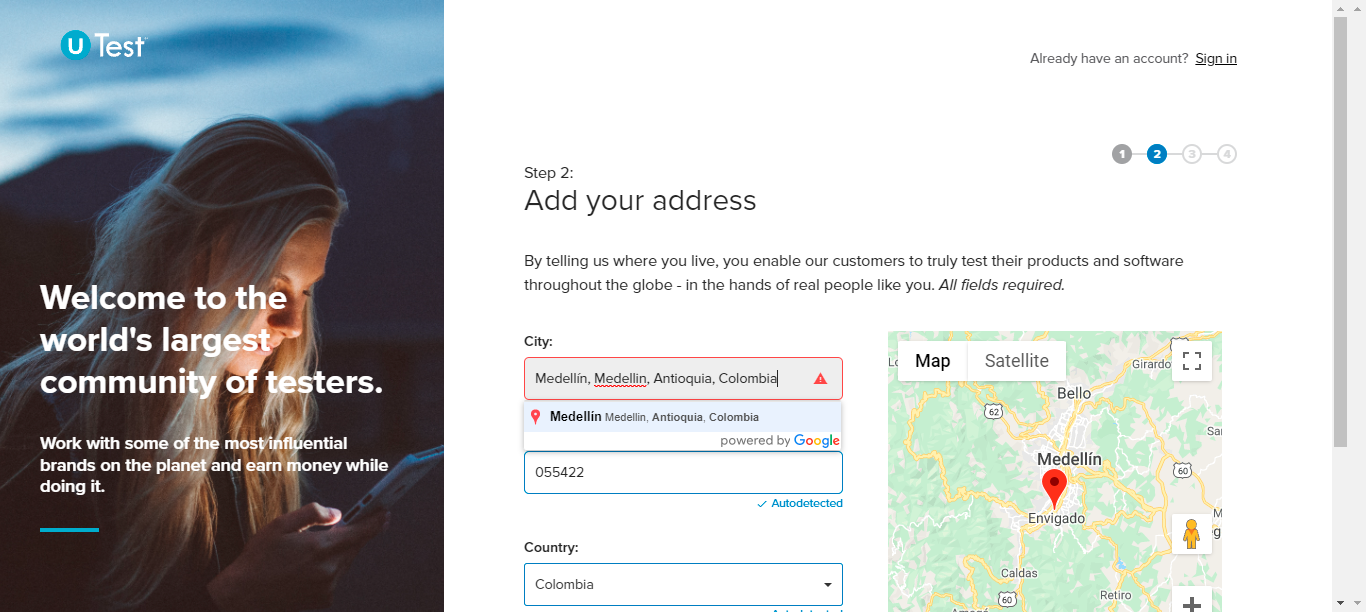 U Test
Already have an account? Sign in
1 2 3 4
Step 2:
Add your address
By telling us where you live, you enable our customers to truly test their products and software
throughout the globe - in the hands of real people like you. All fields required.
Welcome to the
world's largest
community of testers.
Work with some of the most influential
brands on the planet and earn money while
doing it.
City:
Medellín, Medellin, Antioquia, Colombia
Medellín Medellin, Antioquia, Colombia
powered by Google
055422
Autodetected
Country:
Colombia
Map Satellite
Girardo
Bello
62
Medellín
60
Envigado
Caldas
60
Retiro